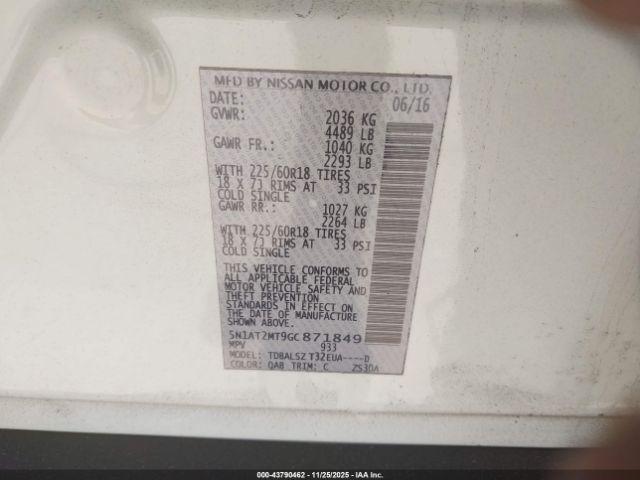 MFD BY NISSAN MOTOR CO., LTD.
DATE: 06/16
GVWR: 2036 KG
4489 LB
GAWR FR.: 1040 KG
2293 LB
WITH 225/60R18 TIRES
18 X 7J RIMS AT 33 PSI
COLD SINGLE
GAWR RR.: 1027 KG
2264 LB
WITH 225/60R18 TIRES
18 X 7J RIMS AT 33 PSI
COLD SINGLE
THIS VEHICLE CONFORMS TO
ALL APPLICABLE FEDERAL
MOTOR VEHICLE SAFETY AND
THEFT PREVENTION
STANDARDS IN EFFECT ON
THE DATE OF MANUFACTURE
SHOWN ABOVE.
5N1AT2MT9GC871849
MPV 933
MODEL: TDBALSZ T32EUA----D
COLOR: QAB TRIM: C ZS3DA
000-43790462 - 11/25/2025 - IAA Inc.